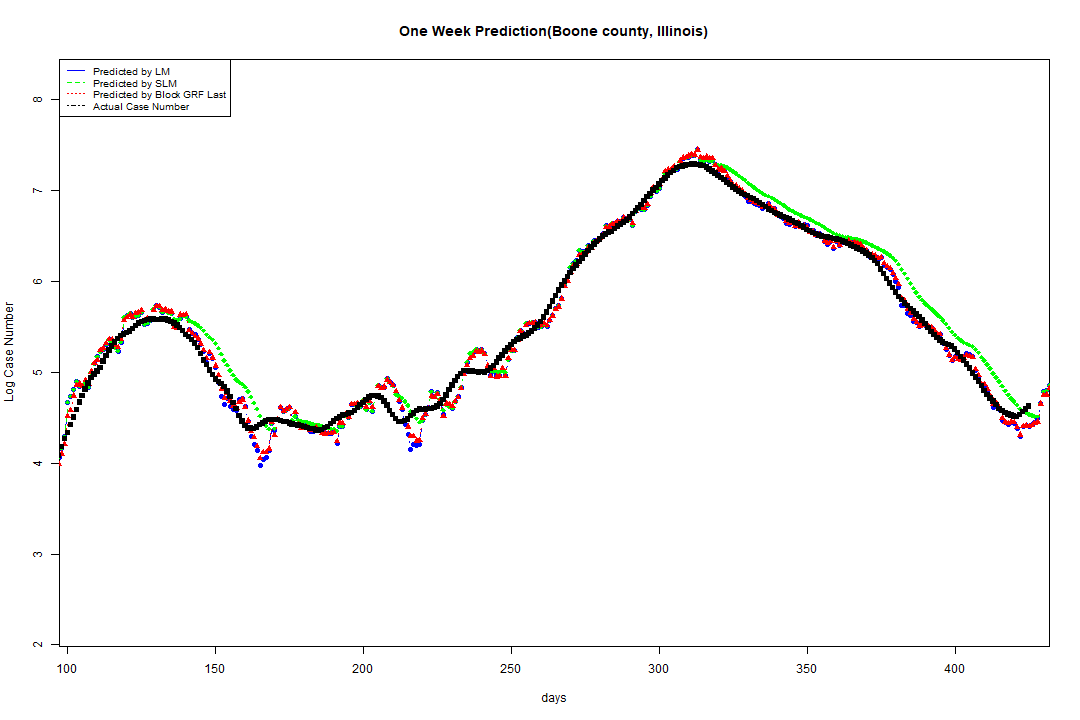 One Week Prediction(Boone county, Illinois)
Predicted by LM
Predicted by SLM
Predicted by Block GRF Last
Actual Case Number
8
7
6
5
4
3
2
Log Case Number
100 150 200 250 300 350 400
days